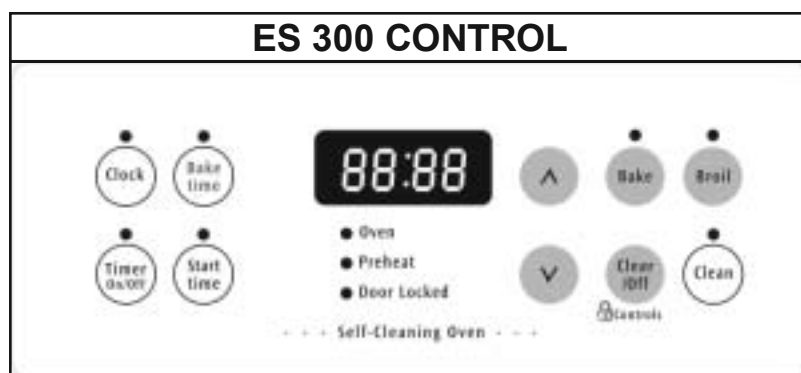 ES 300 CONTROL
Clock
Bake
time
88:88
Bake
Broil
Timer
On/Off
Start
time
Oven
Preheat
Door Locked
Clear
/Off
Clean
Controls
Self-Cleaning Oven